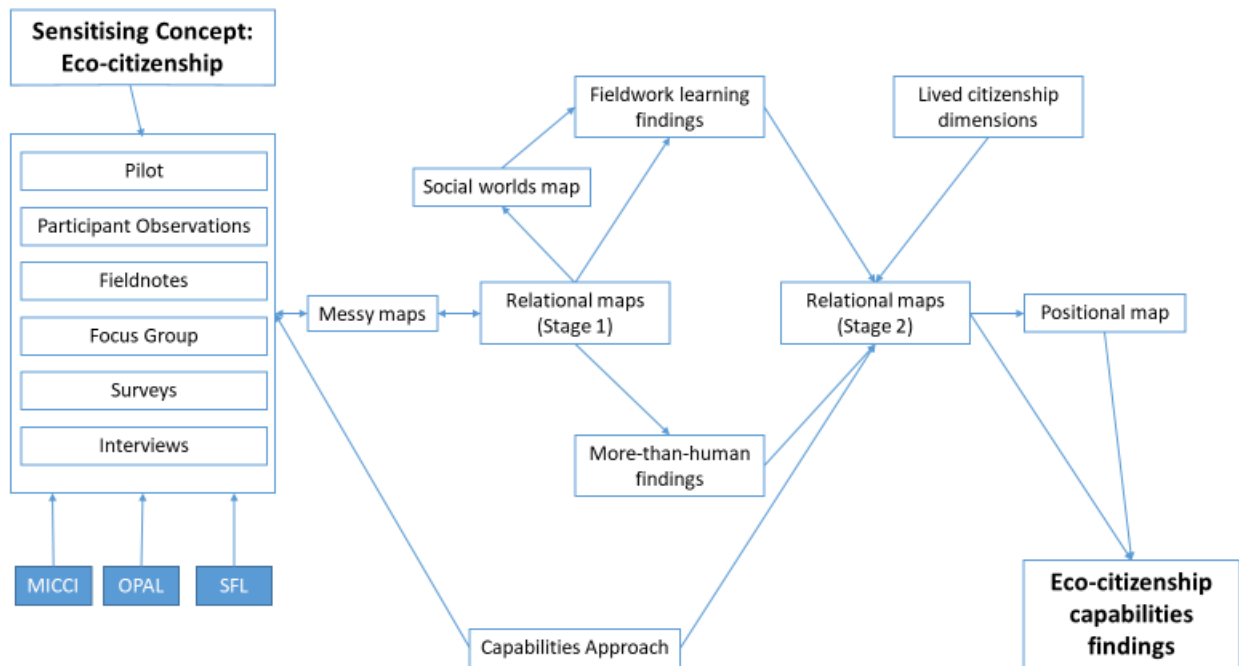 Sensitising Concept:
Eco-citizenship
Pilot
Participant Observations
Fieldnotes
Focus Group
Surveys
Interviews
MICCI
OPAL
SFL
Messy maps
Social worlds map
Relational maps
(Stage 1)
Fieldwork learning
findings
More-than-human
findings
Capabilities Approach
Lived citizenship
dimensions
Relational maps
(Stage 2)
Positional map
Eco-citizenship
capabilities
findings